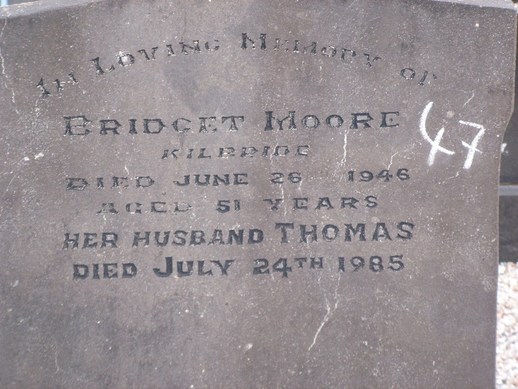 In Loving Memory of
Bridget Moore
Kilbride
Died June 26 1946
Aged 51 Years
Her Husband Thomas
Died July 24th 1985
47